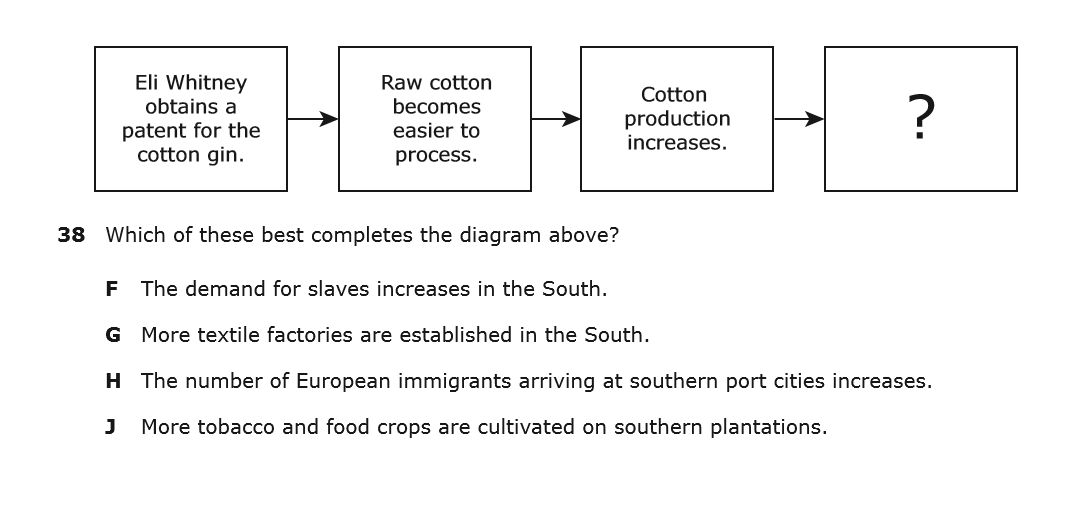 Eli Whitney
obtains a
patent for the
cotton gin.
Raw cotton
becomes
easier to
process.
Cotton
production
increases.
?
38 Which of these best completes the diagram above?
F The demand for slaves increases in the South.
G More textile factories are established in the South.
H The number of European immigrants arriving at southern port cities increases.
J More tobacco and food crops are cultivated on southern plantations.